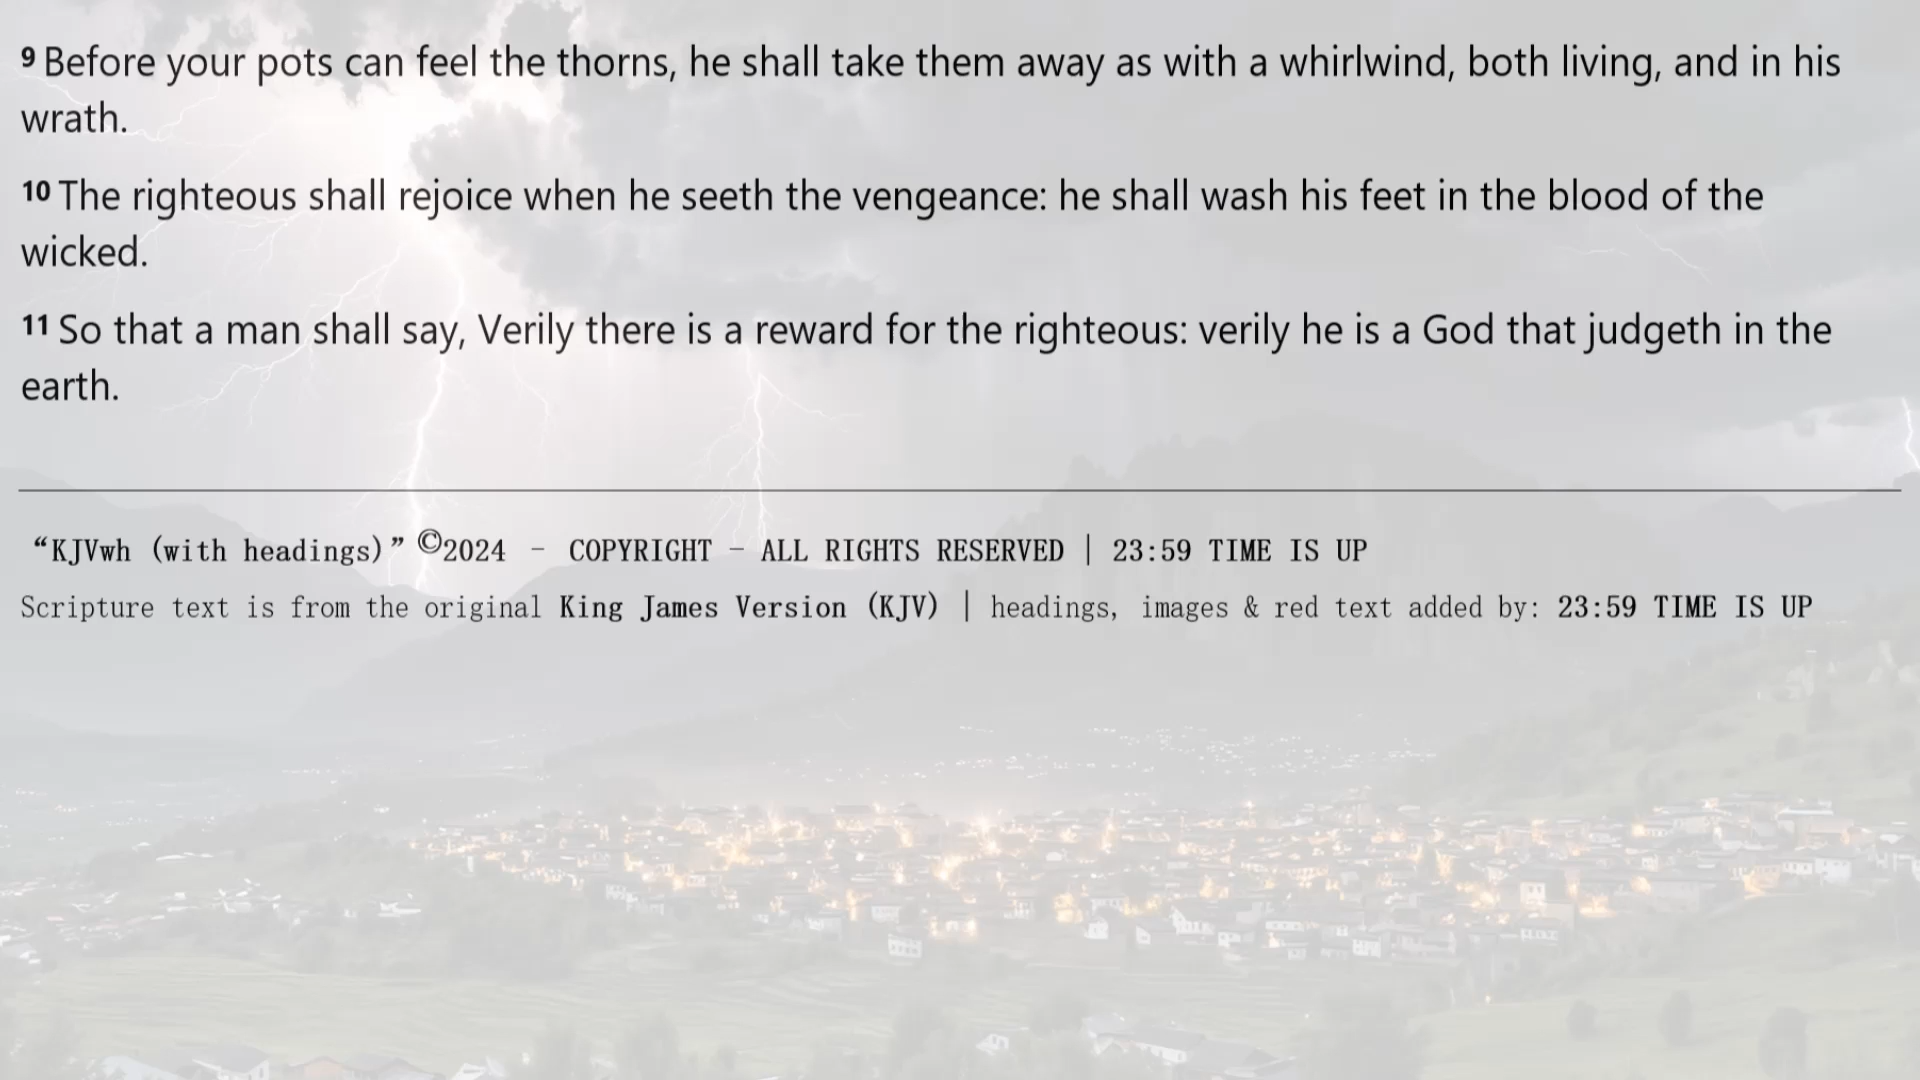 9 Before your pots can feel the thorns, he shall take them away as with a whirlwind, both living, and in his
wrath.
10 The righteous shall rejoice when he seeth the vengeance: he shall wash his feet in the blood of the
wicked.
11 So that a man shall say, Verily there is a reward for the righteous: verily he is a God that judgeth in the
earth.
“KJVwh (with headings)” ©2024 – COPYRIGHT – ALL RIGHTS RESERVED | 23:59 TIME IS UP
Scripture text is from the original King James Version (KJV) | headings, images & red text added by: 23:59 TIME IS UP